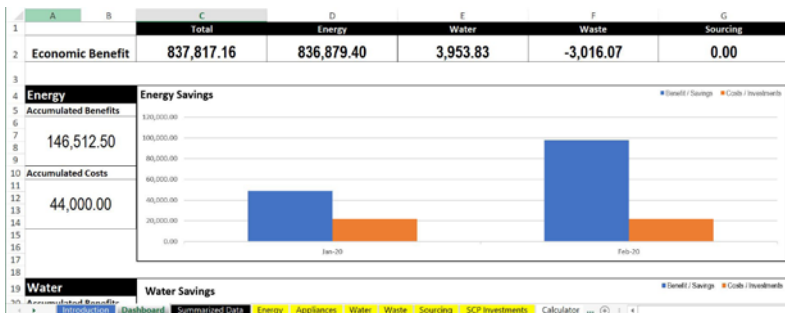 A B C D E F G
1 Total Energy Water Waste Sourcing
2 Economic Benefit 837,817.16 836,879.40 3,953.83 -3,016.07 0.00
3
4 Energy Energy Savings Benefit / Savings Costs / Investments
5 Accumulated Benefits
6 120,000.00
7 146,512.50 100,000.00
8
9 80,000.00
10 Accumulated Costs
11 60,000.00
12 44,000.00 40,000.00
13
14 20,000.00
15
16 0.00
17 Jan-20 Feb-20
18
19 Water Water Savings Benefit / Savings Costs / Investments
20 Accumulated Benefits
Introduction Dashboard Summarized Data Energy Appliances Water Waste Sourcing SCP Investments Calculator ...